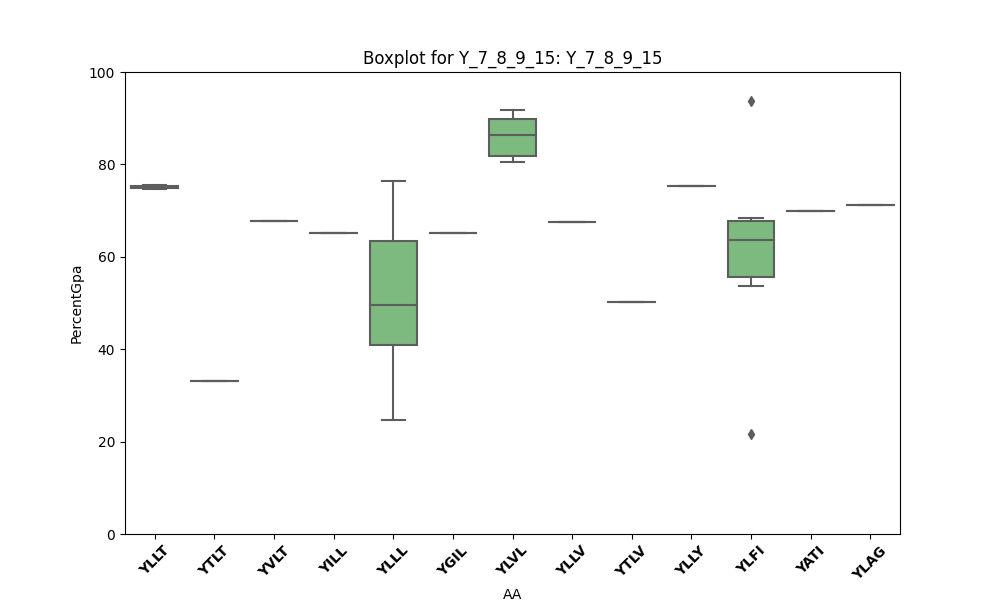 Boxplot for Y_7_8_9_15: Y_7_8_9_15
100
80
60
40
20
0
PercentGpa
YLLT
YTLT
YVLT
YILL
YLLL
YGIL
YLVL
YLLV
YTLV
YLLY
YLFI
YATI
YLAG
AA